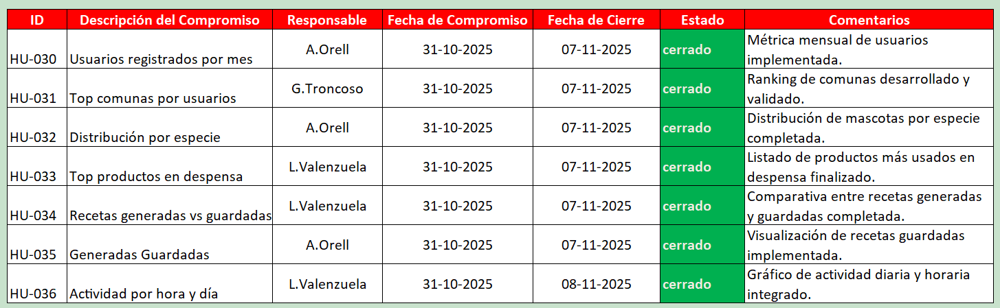 ID Descripción del Compromiso Responsable Fecha de Compromiso Fecha de Cierre Estado Comentarios
HU-030 Usuarios registrados por mes A.Orell 31-10-2025 07-11-2025 cerrado Métrica mensual de usuarios
implementada.
HU-031 Top comunas por usuarios G.Troncoso 31-10-2025 07-11-2025 cerrado Ranking de comunas desarrollado y
validado.
HU-032 Distribución por especie A.Orell 31-10-2025 07-11-2025 cerrado Distribución de mascotas por especie
completada.
HU-033 Top productos en despensa L.Valenzuela 31-10-2025 07-11-2025 cerrado Listado de productos más usados en
despensa finalizado.
HU-034 Recetas generadas vs guardadas L.Valenzuela 31-10-2025 07-11-2025 cerrado Comparativa entre recetas generadas
y guardadas completada.
HU-035 Generadas Guardadas A.Orell 31-10-2025 07-11-2025 cerrado Visualización de recetas guardadas
implementada.
HU-036 Actividad por hora y día L.Valenzuela 31-10-2025 08-11-2025 cerrado Gráfico de actividad diaria y horaria
integrado.